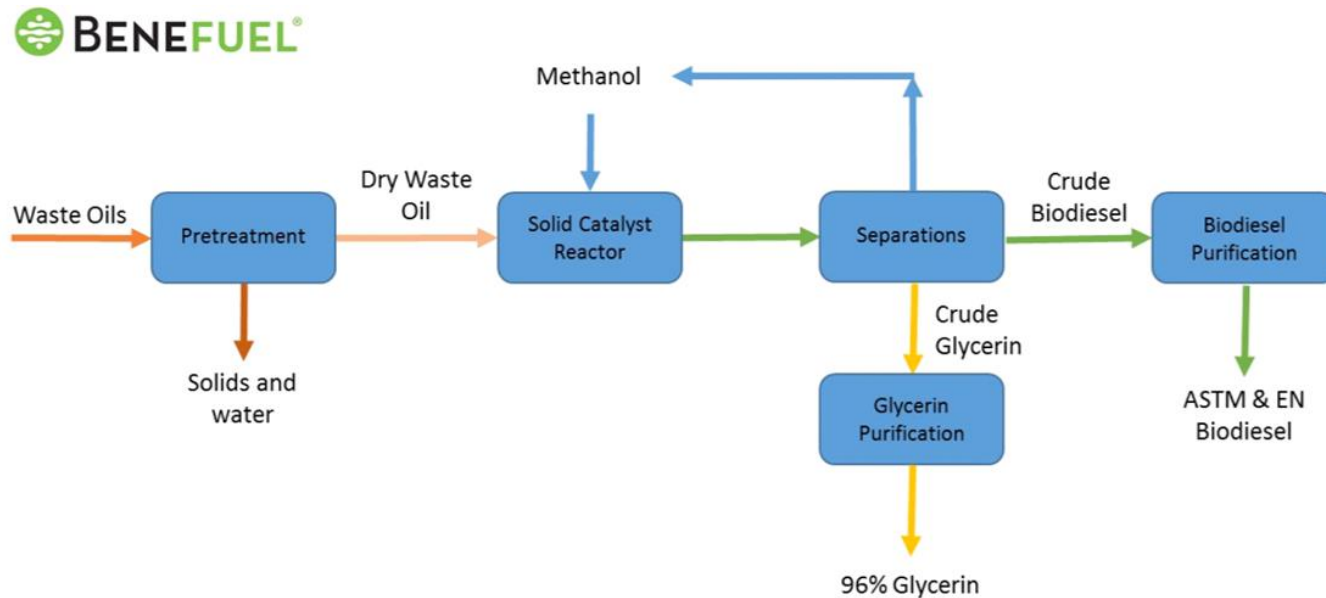 BENEFUEL®
Methanol
Waste Oils
Pretreatment
Dry Waste
Oil
Solid Catalyst
Reactor
Separations
Crude
Biodiesel
Biodiesel
Purification
Solids and
water
Crude
Glycerin
Glycerin
Purification
ASTM & EN
Biodiesel
96% Glycerin